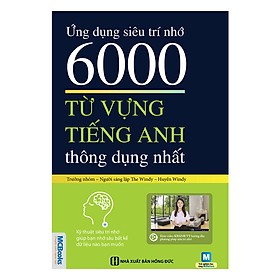 Ứng dụng siêu trí nhớ
6000
TỪ VỰNG
TIẾNG ANH
thông dụng nhất
Trưởng nhóm - Người sáng lập The Windy - Huyền Windy
Kỹ thuật siêu trí nhớ
giúp bạn nhớ sâu bất kể
dữ liệu nào bạn muốn
MCBooks
NHÀ XUẤT BẢN HỒNG ĐỨC